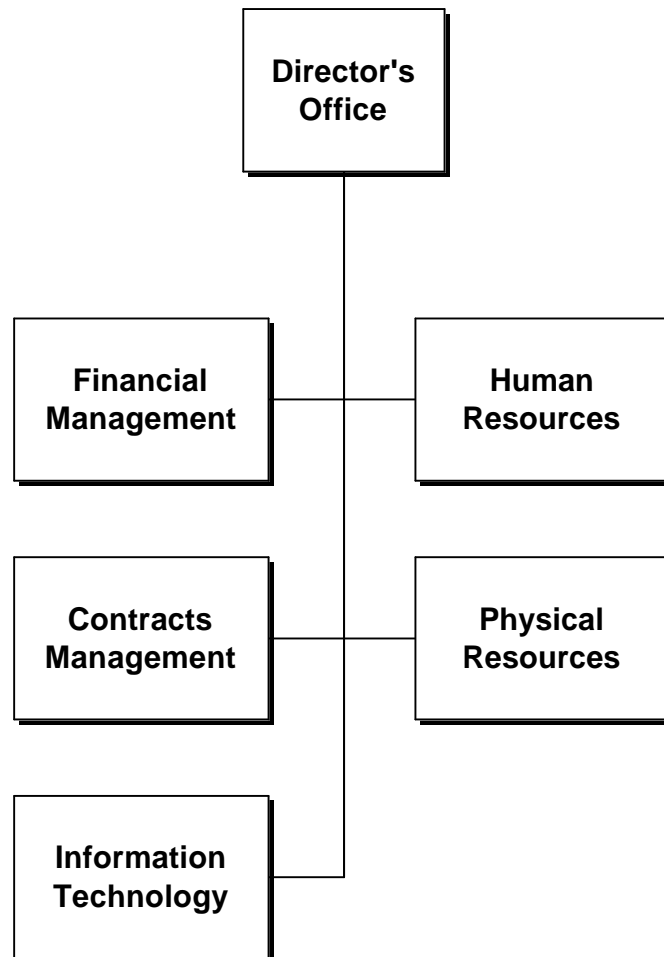 Director's
Office
Financial
Management
Human
Resources
Contracts
Management
Physical
Resources
Information
Technology